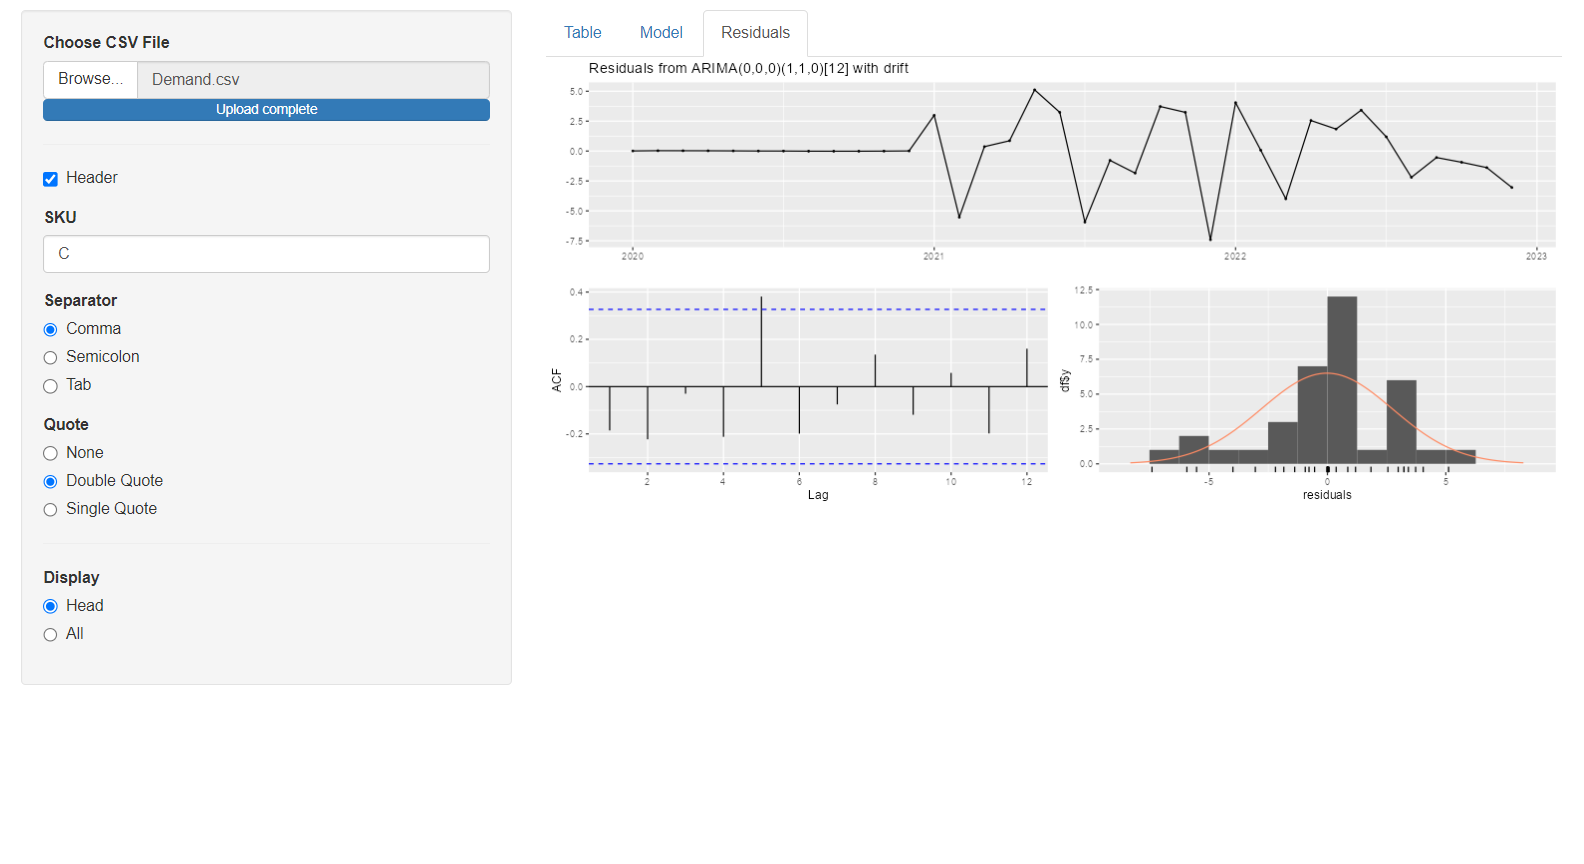 Choose CSV File
Browse...
Demand.csv
Upload complete
Header
SKU
C
Separator
Comma
Semicolon
Tab
Quote
None
Double Quote
Single Quote
Display
Head
All
Table Model Residuals
Residuals from ARIMA(0,0,0)(1,1,0)[12] with drift
5.0
2.5
0.0
-2.5
-5.0
-7.5
2020 2021 2022 2023
0.4
0.2
0.0
-0.2
ACF
2 4 6 8 10 12
Lag
12.5
10.0
7.5
5.0
2.5
0.0
df$y
-5 0 5
residuals